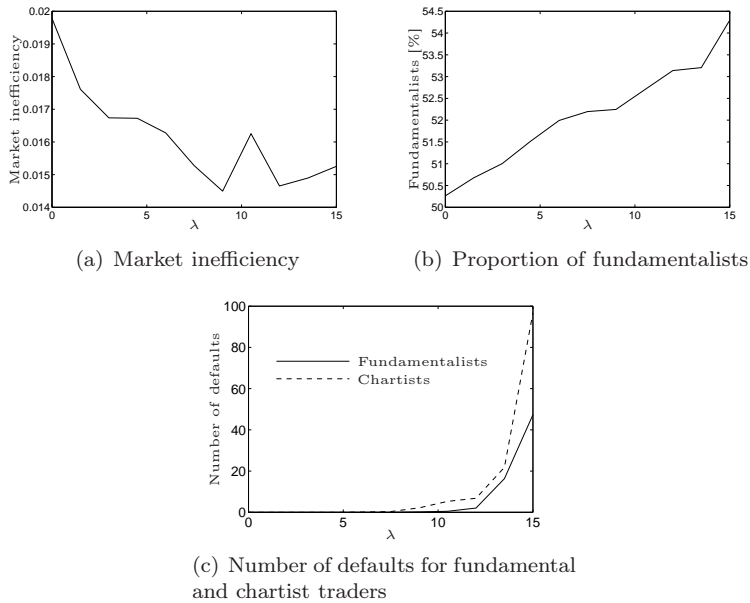 0.02
0.019
0.018
0.017
0.016
0.015
0.014
0
5
10
15
Market inefficiency
λ
(a) Market inefficiency
54.5
54
53.5
53
52.5
52
51.5
51
50.5
50
0
5
10
15
Fundamentalists [%]
λ
(b) Proportion of fundamentalists
100
80
60
40
20
0
0
5
10
15
Number of defaults
Fundamentalists
Chartists
λ
(c) Number of defaults for fundamental
and chartist traders